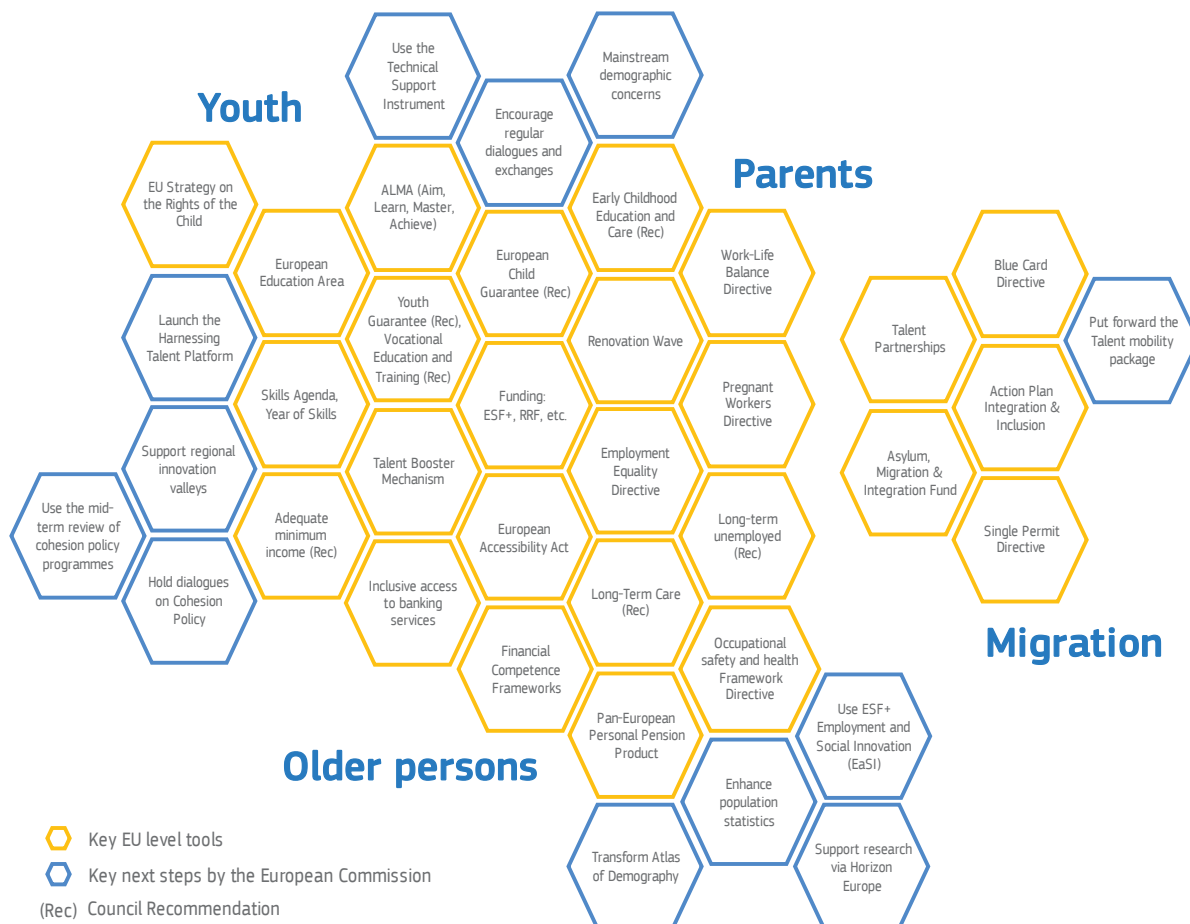 Use the
Technical
Support
Instrument
Mainstream
demographic
concerns
Youth
Encourage
regular
dialogues and
exchanges
Parents
EU Strategy on
the Rights of the
Child
ALMA (Aim,
Learn, Master,
Achieve)
Early Childhood
Education and
Care (Rec)
European
Education Area
European
Child
Guarantee (Rec)
Work-Life
Balance
Directive
Blue Card
Directive
Launch the
Harnessing
Talent Platform
Youth
Guarantee (Rec),
Vocational
Education and
Training (Rec)
Renovation Wave
Talent
Partnerships
Put forward the
Talent mobility
package
Skills Agenda,
Year of Skills
Funding:
ESF+, RRF, etc.
Pregnant
Workers
Directive
Action Plan
Integration &
Inclusion
Support regional
innovation
valleys
Talent Booster
Mechanism
Employment
Equality
Directive
Asylum,
Migration &
Integration Fund
Use the mid-
term review of
cohesion policy
programmes
Adequate
minimum
income (Rec)
European
Accessibility Act
Long-term
unemployed
(Rec)
Single Permit
Directive
Hold dialogues
on Cohesion
Policy
Inclusive access
to banking
services
Long-Term Care
(Rec)
Migration
Financial
Competence
Frameworks
Occupational
safety and health
Framework
Directive
Pan-European
Personal Pension
Product
Use ESF+
Employment and
Social Innovation
(EaSI)
Older persons
Enhance
population
statistics
Transform Atlas
of Demography
Support research
via Horizon
Europe
Key EU level tools
Key next steps by the European Commission
(Rec) Council Recommendation